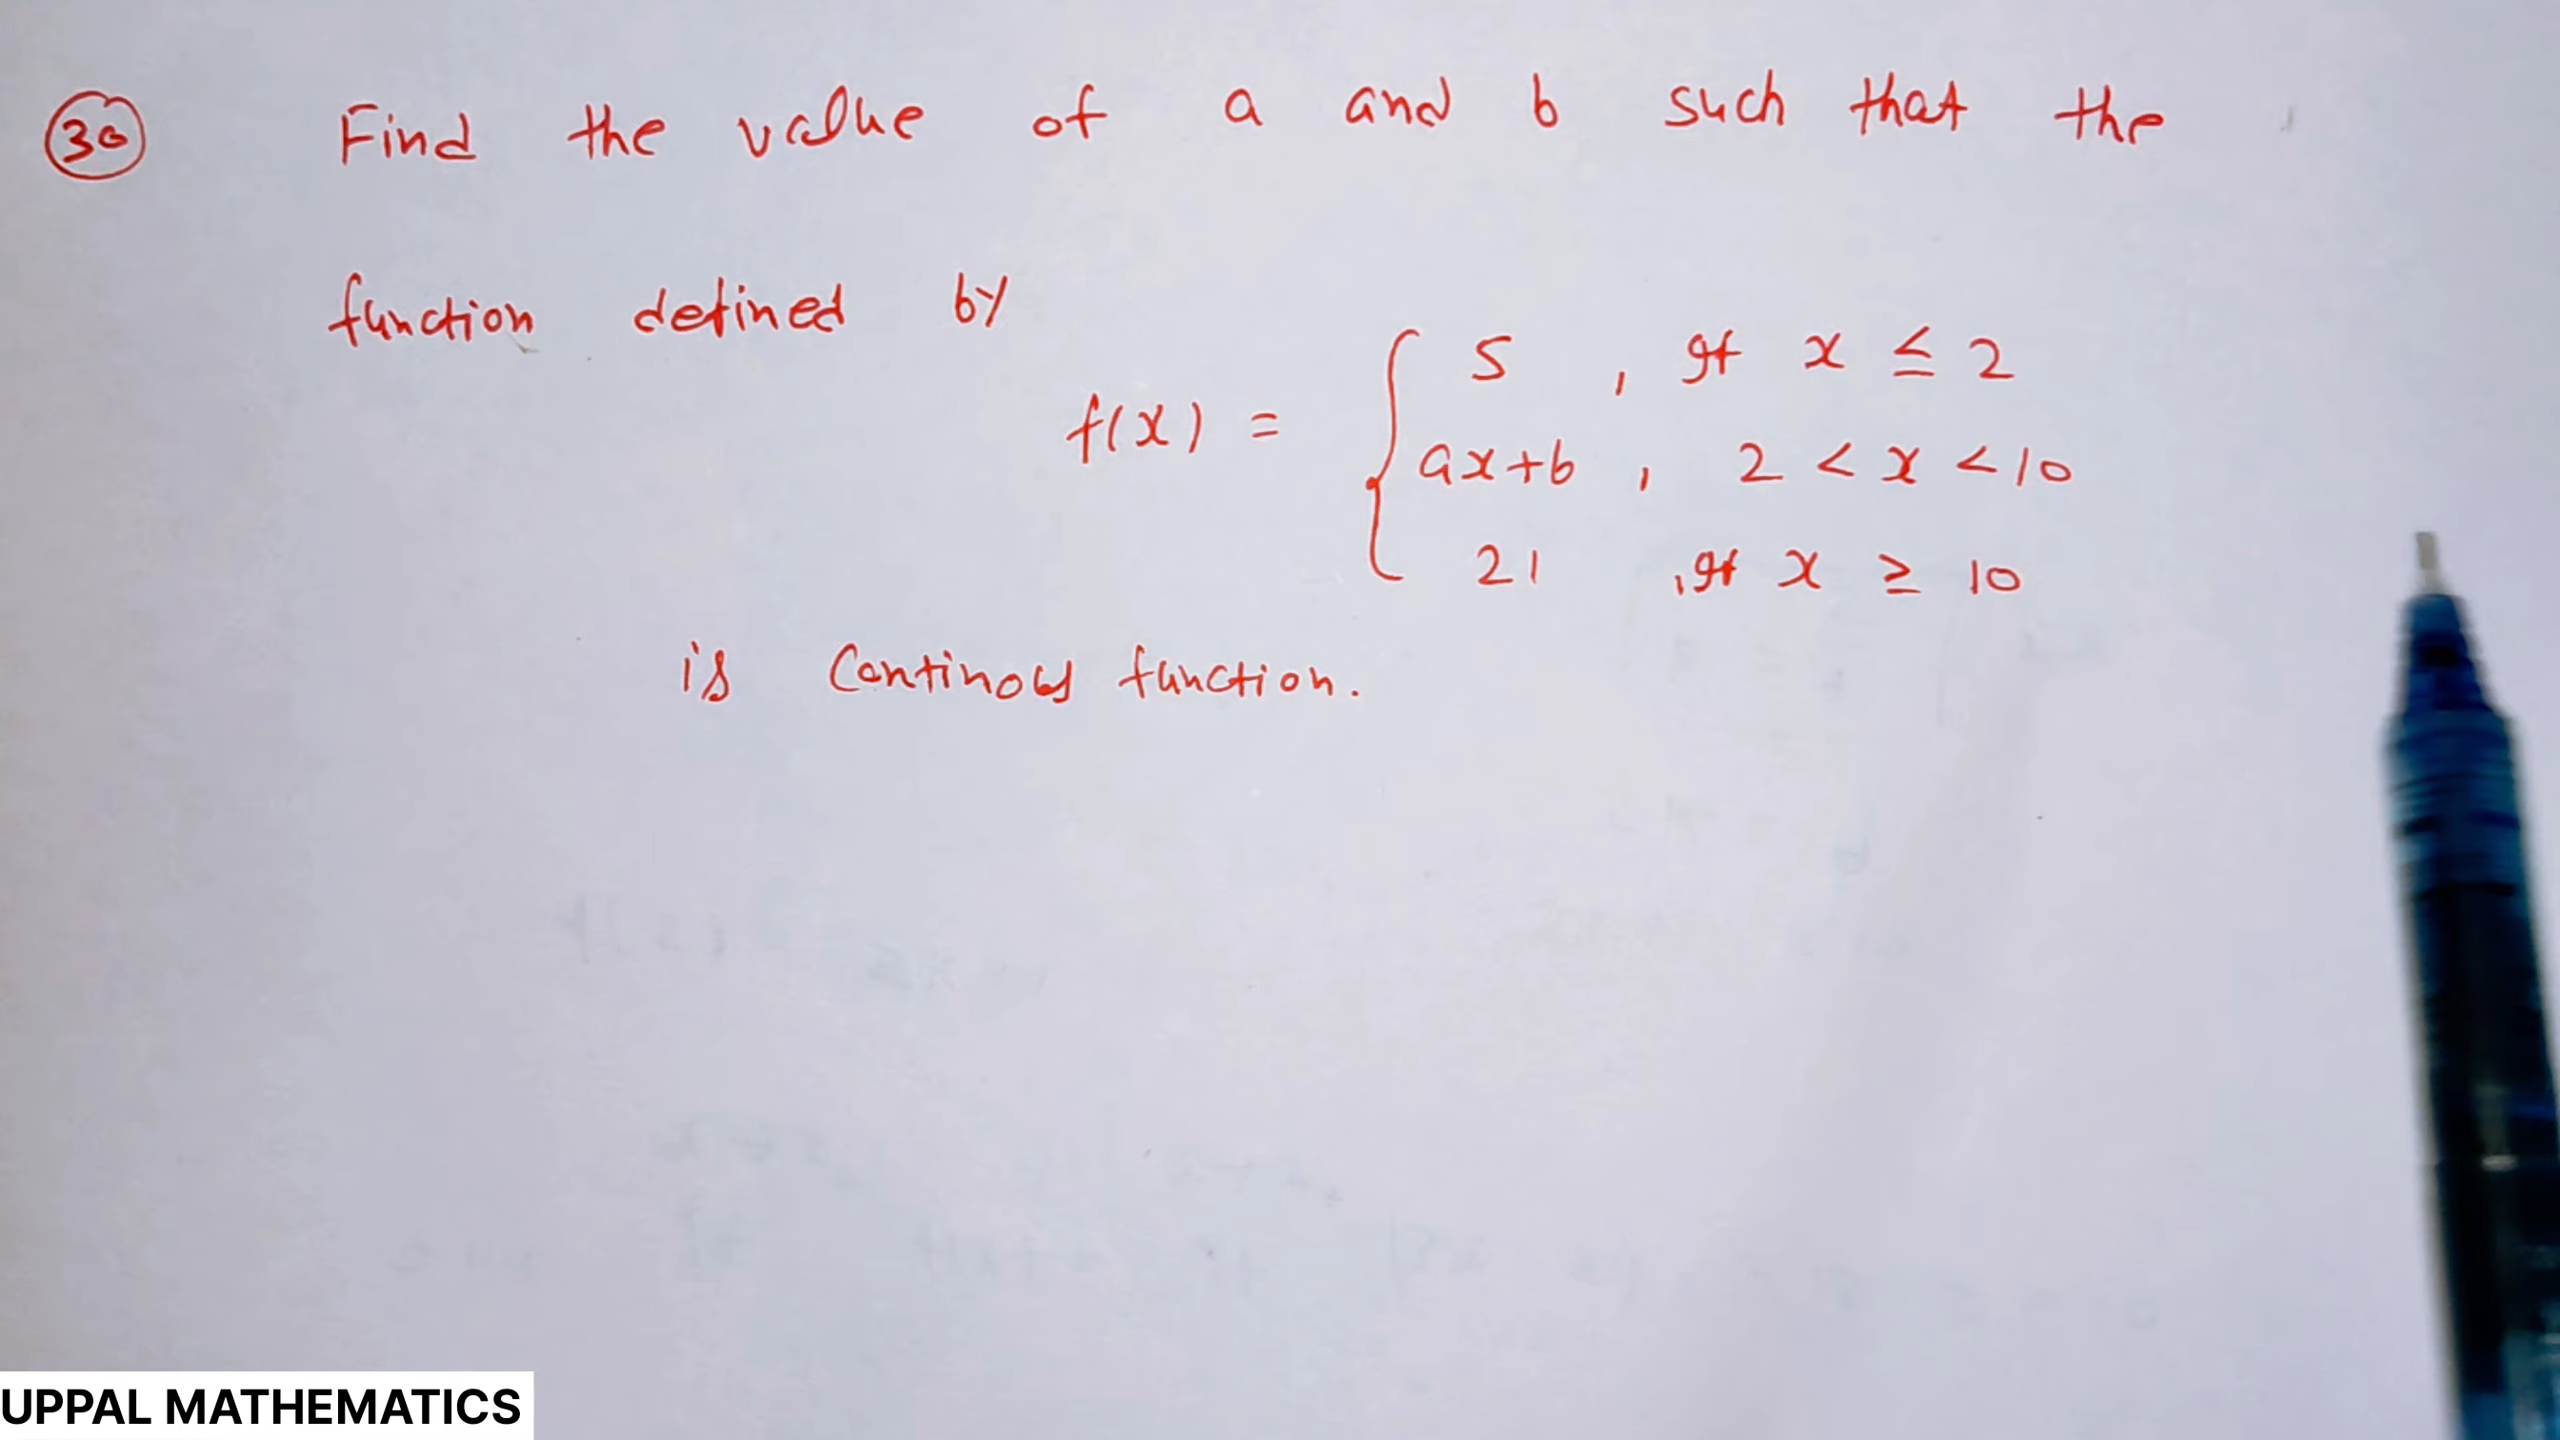 30 Find the value of a and b such that the
function defined by
f(x) = { 5 , if x ≤ 2
ax+b , 2 < x < 10
21 , if x ≥ 10
is Continous function.
UPPAL MATHEMATICS